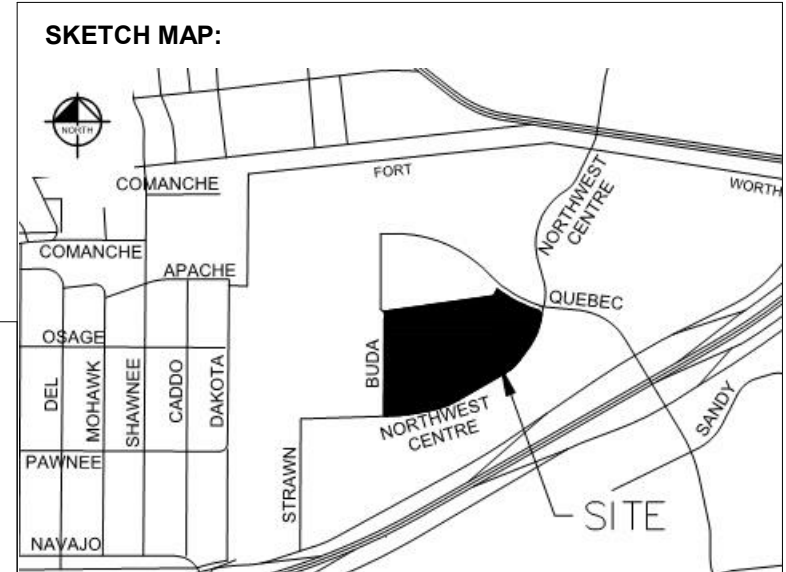 SKETCH MAP:
NORTH
COMANCHE
FORT
WORTH
NORTHWEST
CENTRE
COMANCHE
APACHE
QUEBEC
OSAGE
BUDA
DEL
MOHAWK
SHAWNEE
CADDO
DAKOTA
SANDY
NORTHWEST
CENTRE
PAWNEE
STRAWN
SITE
NAVAJO